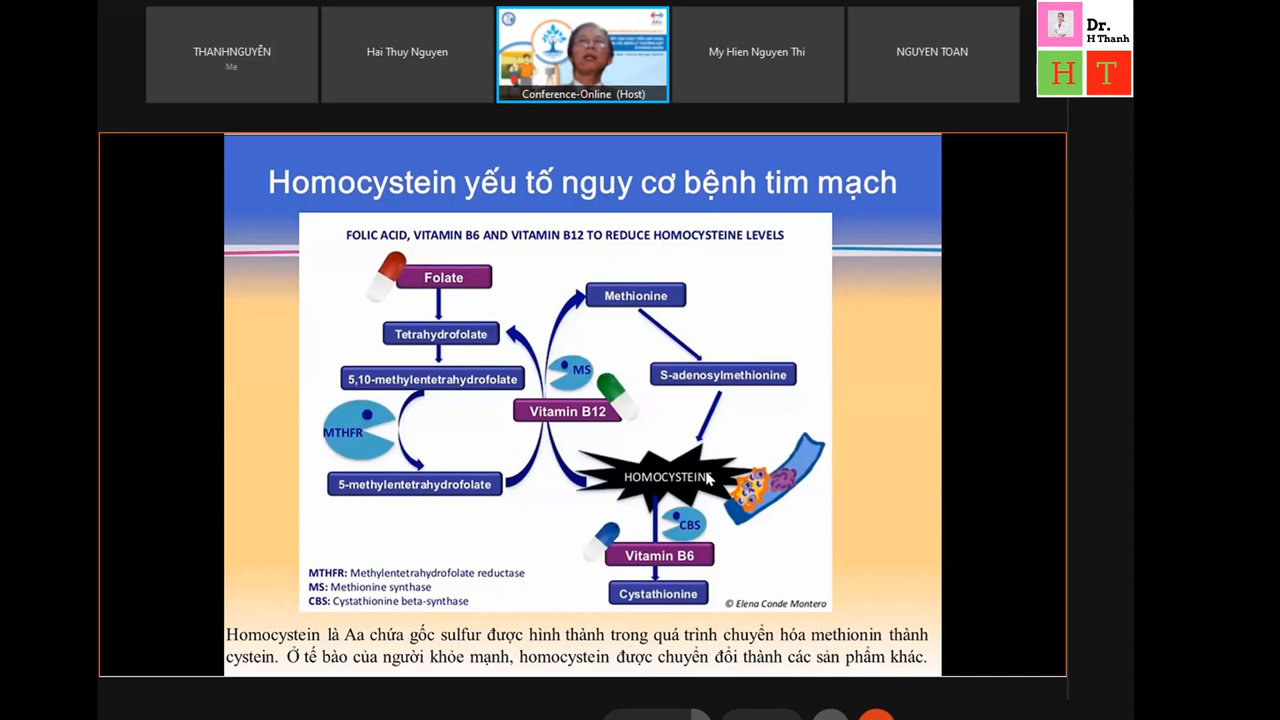 THANHNGUYỄN
Me
Hai Thuy Nguyen
Conference-Online (Host)
My Hien Nguyen Thi
NGUYEN TOAN
Dr.
H Thanh
H T
Homocystein yếu tố nguy cơ bệnh tim mạch
FOLIC ACID, VITAMIN B6 AND VITAMIN B12 TO REDUCE HOMOCYSTEINE LEVELS
Folate
Methionine
Tetrahydrofolate
MS
S-adenosylmethionine
5,10-methylentetrahydrofolate
Vitamin B12
MTHFR
HOMOCYSTEINE
5-methylentetrahydrofolate
CBS
Vitamin B6
MTHFR: Methylentetrahydrofolate reductase
MS: Methionine synthase
Cystathionine
CBS: Cystathionine beta-synthase
© Elena Conde Montero
Homocystein là Aa chứa gốc sulfur được hình thành trong quá trình chuyển hóa methionin thành
cystein. Ở tế bào của người khỏe mạnh, homocystein được chuyển đổi thành các sản phẩm khác.